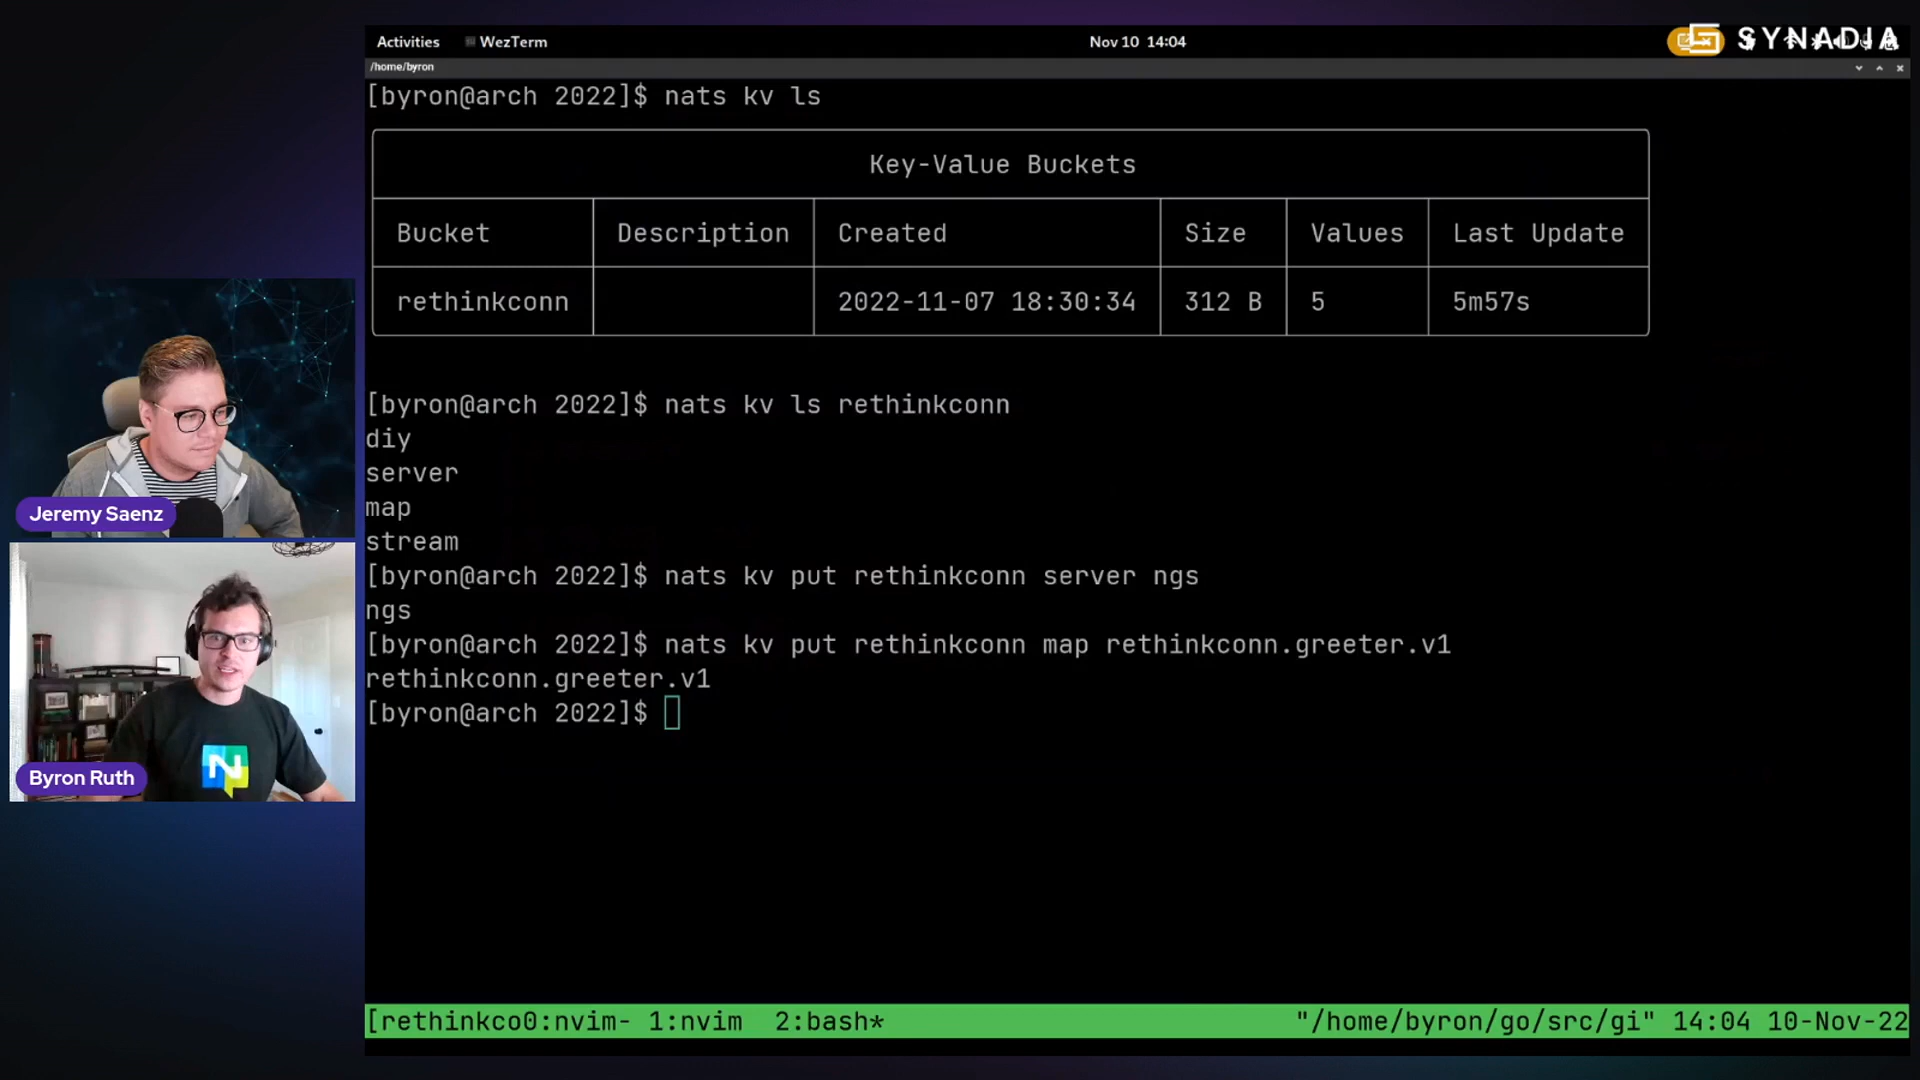 Activities WezTerm Nov 10 14:04 SYNADIA
/home/byron
[byron@arch 2022]$ nats kv ls
Key-Value Buckets
Bucket Description Created Size Values Last Update
rethinkconn 2022-11-07 18:30:34 312 B 5 5m57s
[byron@arch 2022]$ nats kv ls rethinkconn
diy
server
map
stream
[byron@arch 2022]$ nats kv put rethinkconn server ngs
ngs
[byron@arch 2022]$ nats kv put rethinkconn map rethinkconn.greeter.v1
rethinkconn.greeter.v1
[byron@arch 2022]$
[rethinkco0:nvim- 1:nvim 2:bash* "/home/byron/go/src/gi" 14:04 10-Nov-22
Jeremy Saenz
N
Byron Ruth